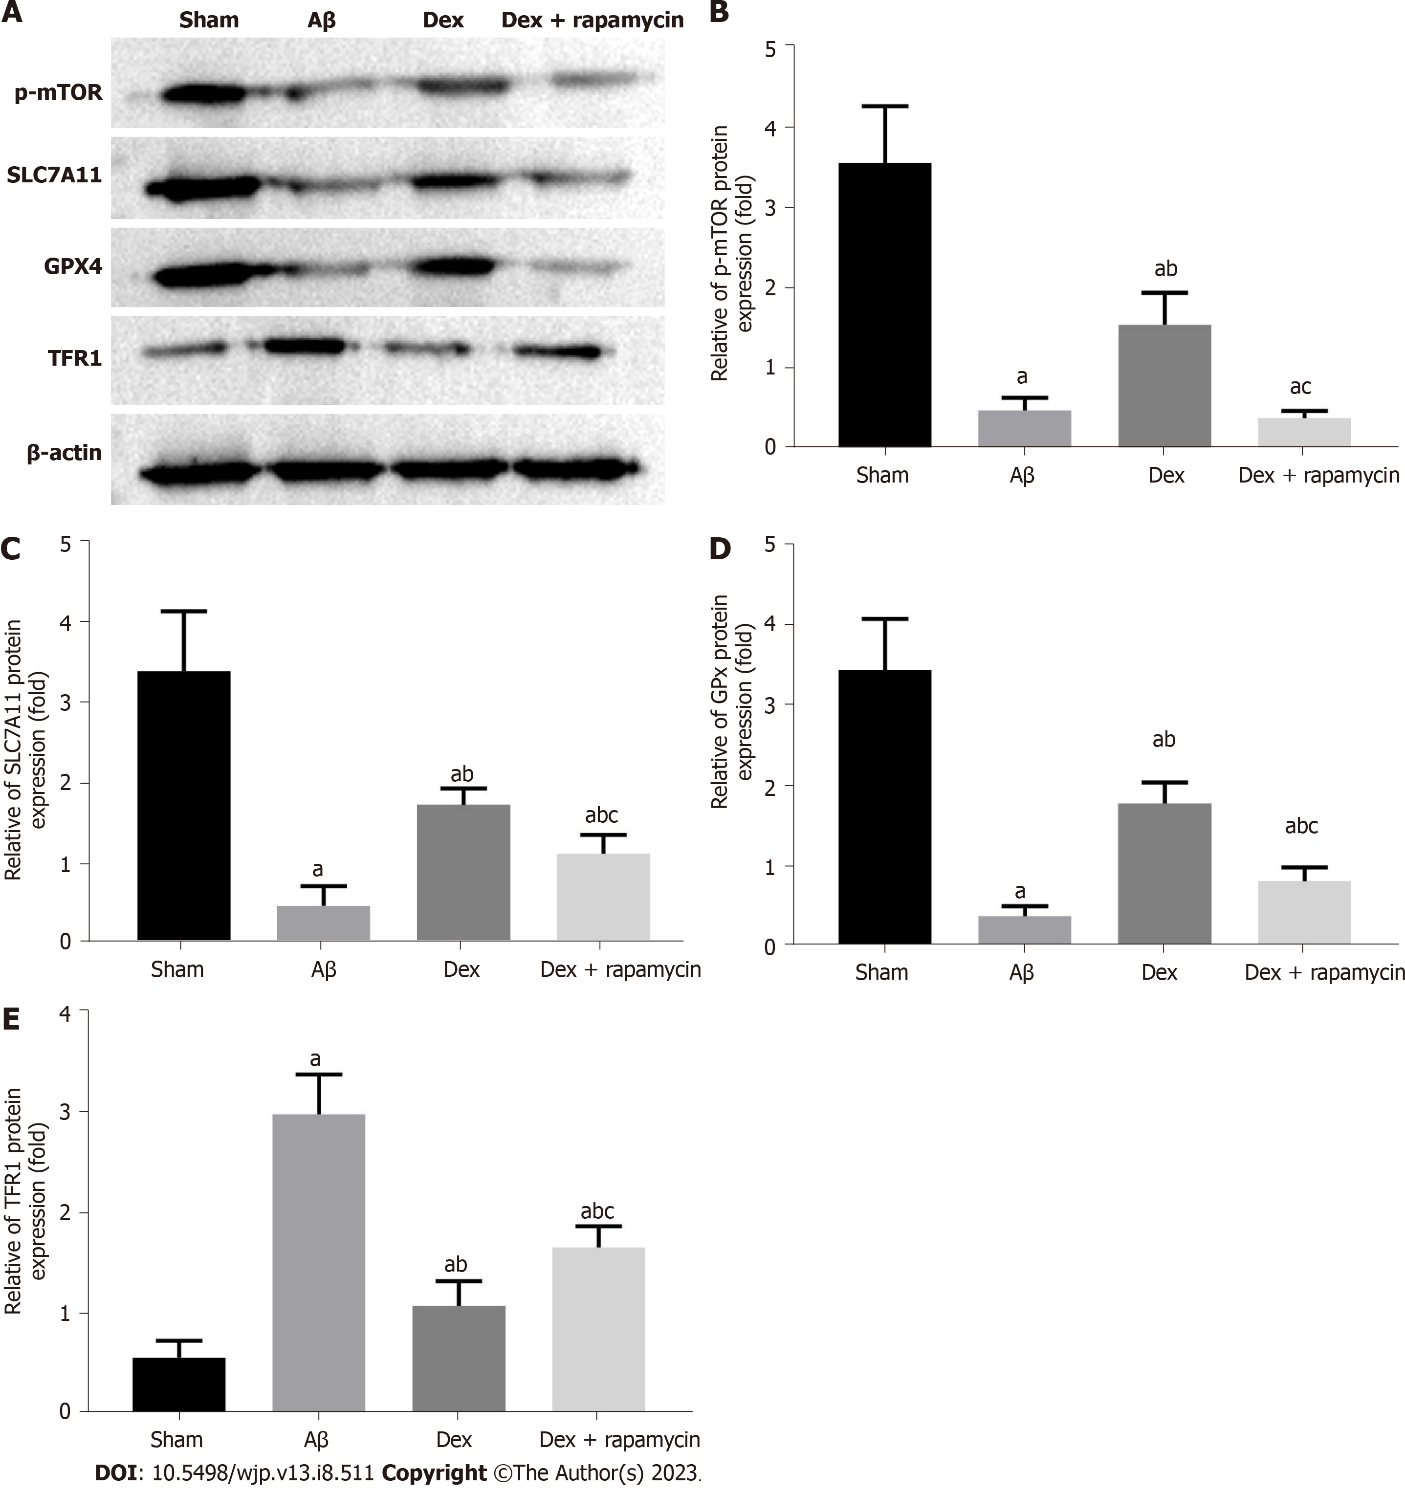 A
Sham Aβ Dex Dex + rapamycin
p-mTOR
SLC7A11
GPX4
TFR1
β-actin
B
Relative of p-mTOR protein
expression (fold)
5
4
3
2
1
0
a
ab
ac
Sham Aβ Dex Dex + rapamycin
C
Relative of SLC7A11 protein
expression (fold)
5
4
3
2
1
0
a
ab
abc
Sham Aβ Dex Dex + rapamycin
D
Relative of GPx protein
expression (fold)
5
4
3
2
1
0
a
ab
abc
Sham Aβ Dex Dex + rapamycin
E
Relative of TFR1 protein
expression (fold)
4
3
2
1
0
a
ab
abc
Sham Aβ Dex Dex + rapamycin
DOI: 10.5498/wjp.v13.i8.511 Copyright ©The Author(s) 2023.